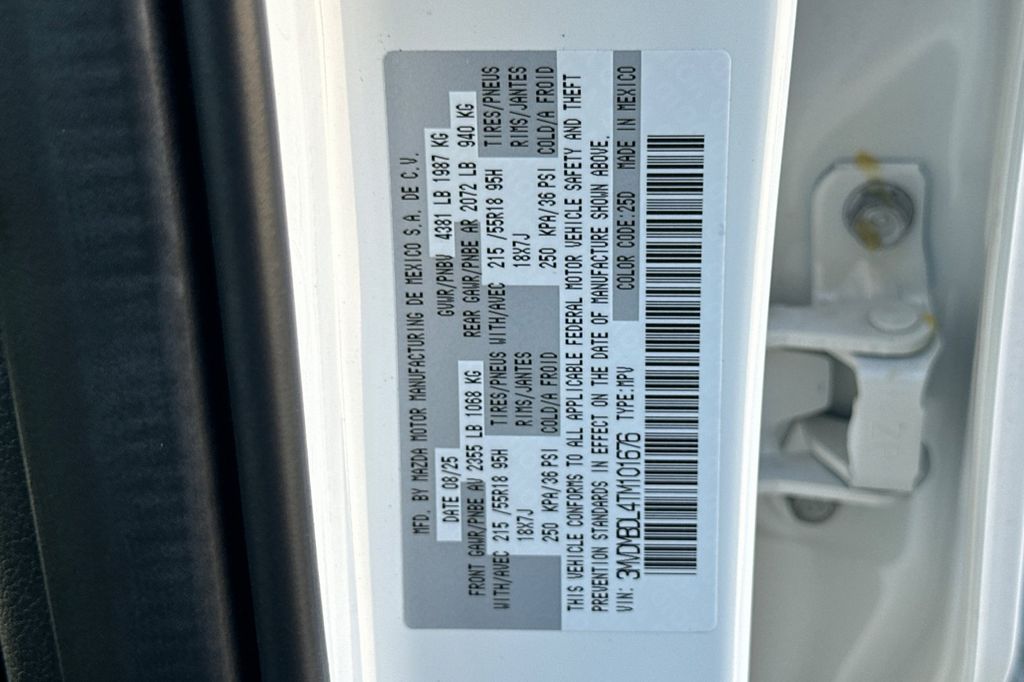 MFD. BY MAZDA MOTOR MANUFACTURING DE MEXICO S.A. DE C.V.
DATE 08/25 GVWR/PNBV 4381 LB 1987 KG
FRONT GAWR/PNBE AV 2355 LB 1068 KG REAR GAWR/PNBE AR 2072 LB 940 KG
WITH/AVEC 215 /55R18 95H TIRES/PNEUS WITH/AVEC 215 /55R18 95H TIRES/PNEUS
18X7J RIMS/JANTES 18X7J RIMS/JANTES
250 KPA/36 PSI COLD/A FROID 250 KPA/36 PSI COLD/A FROID
THIS VEHICLE CONFORMS TO ALL APPLICABLE FEDERAL MOTOR VEHICLE SAFETY AND THEFT
PREVENTION STANDARDS IN EFFECT ON THE DATE OF MANUFACTURE SHOWN ABOVE.
VIN: 3MVDMBDL4TM101676 TYPE:MPV COLOR CODE:25D MADE IN MEXICO